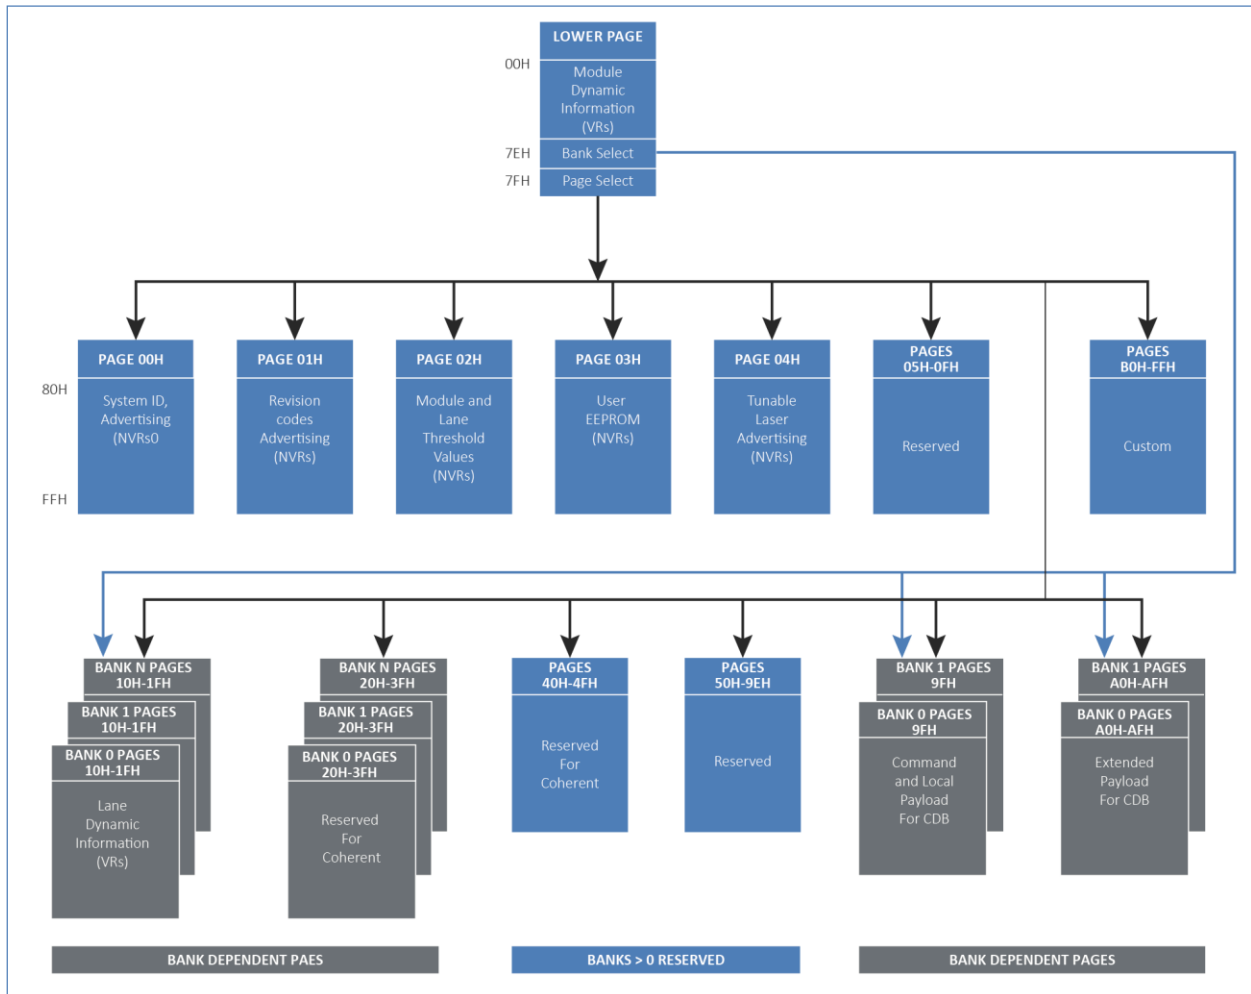 LOWER PAGE
00H
Module
Dynamic
Information
(VRs)
7EH
Bank Select
7FH
Page Select
PAGE 00H
PAGE 01H
PAGE 02H
PAGE 03H
PAGE 04H
PAGES
05H-0FH
PAGES
B0H-FFH
80H
FFH
System ID,
Advertising
(NVRs0
Revision
codes
Advertising
(NVRs)
Module and
Lane
Threshold
Values
(NVRs)
User
EEPROM
(NVRs)
Tunable
Laser
Advertising
(NVRs)
Reserved
Custom
BANK N PAGES
10H-1FH
BANK 1 PAGES
10H-1FH
BANK 0 PAGES
10H-1FH
Lane
Dynamic
Information
(VRs)
BANK N PAGES
20H-3FH
BANK 1 PAGES
20H-3FH
BANK 0 PAGES
20H-3FH
Reserved
For
Coherent
PAGES
40H-4FH
Reserved
For
Coherent
PAGES
50H-9EH
Reserved
BANK 1 PAGES
9FH
BANK 0 PAGES
9FH
Command
and Local
Payload
For CDB
BANK 1 PAGES
A0H-AFH
BANK 0 PAGES
A0H-AFH
Extended
Payload
For CDB
BANK DEPENDENT PAES
BANKS > 0 RESERVED
BANK DEPENDENT PAGES